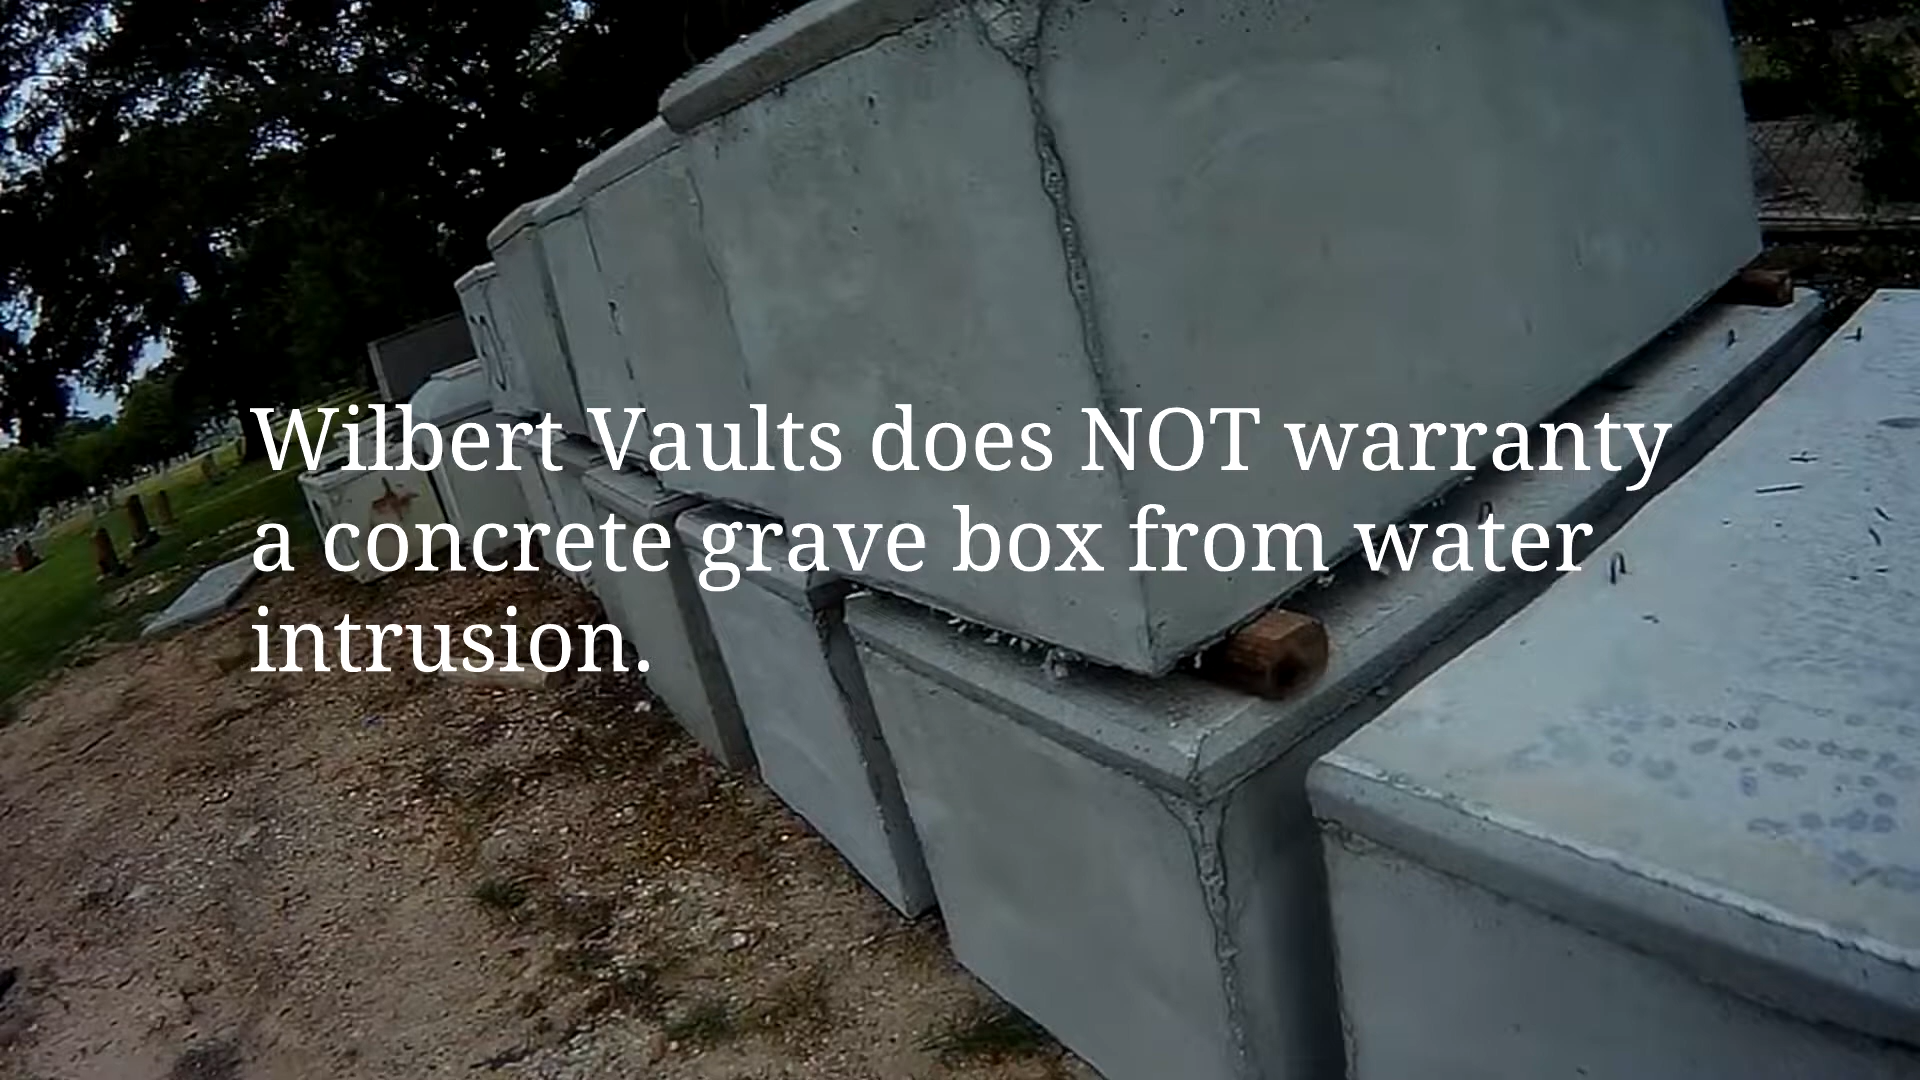 Wilbert Vaults does NOT warranty
a concrete grave box from water
intrusion.